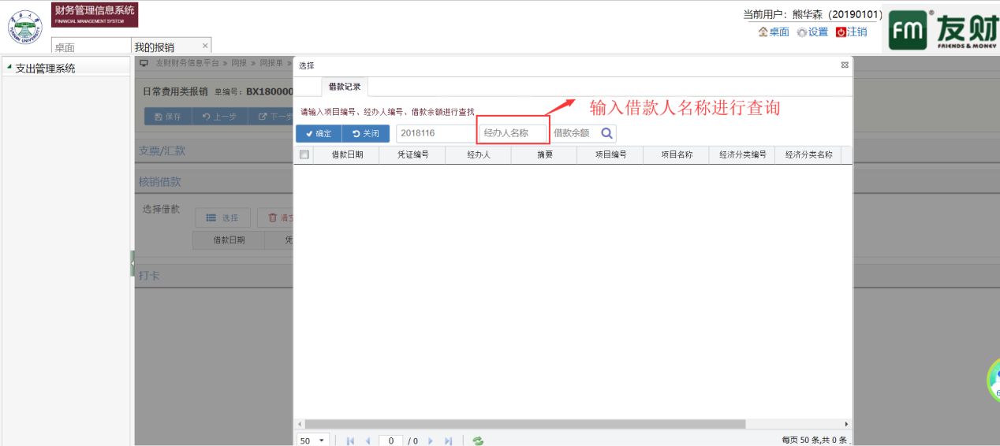 财务管理信息系统
FINANCIAL MANAGEMENT SYSTEM
当前用户：熊华森（20190101）
桌面 设置 注销
fm® 友财
FRIENDS & MONEY
桌面 我的报销
支出管理系统
友财财务信息平台 » 网报 » 网报单 »
日常费用类报销 单编号：BX180000
保存 上一步 下一步
支票/汇款
核销借款
选择借款
选择 清空
借款日期 凭
打卡
选择
借款记录
请输入项目编号、经办人编号、借款余额进行查找
输入借款人名称进行查询
确定 关闭 2018116 经办人名称 借款余额
借款日期 凭证编号 经办人 摘要 项目编号 项目名称 经济分类编号 经济分类名称
50 0 / 0 每页 50 条,共 0 条